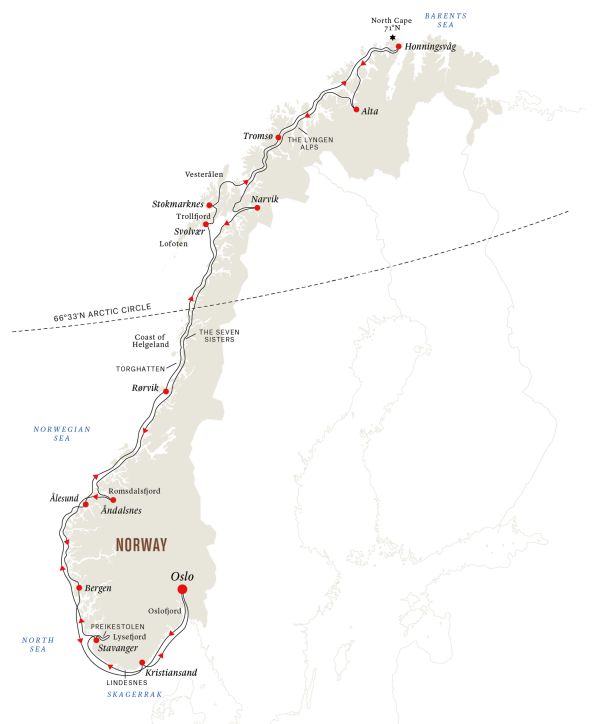 North Cape
71°N
BARENTS
SEA
Honningsvåg
Alta
Tromsø
THE LYNGEN
ALPS
Vesterålen
Narvik
Stokmarknes
Trollfjord
Svolvær
Lofoten
66°33'N ARCTIC CIRCLE
THE SEVEN
SISTERS
Coast of
Helgeland
TORGHATTEN
Rørvik
NORWEGIAN
SEA
Romsdalsfjord
Ålesund
Åndalsnes
NORWAY
Oslo
Bergen
Oslofjord
PREIKESTOLEN
Lysefjord
NORTH
SEA
Stavanger
Kristiansand
LINDESNES
SKAGERRAK